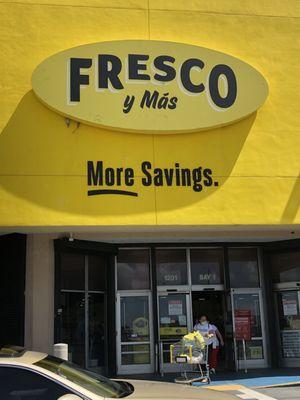 FRESCO
y Más
More Savings.
1201 BAY 1